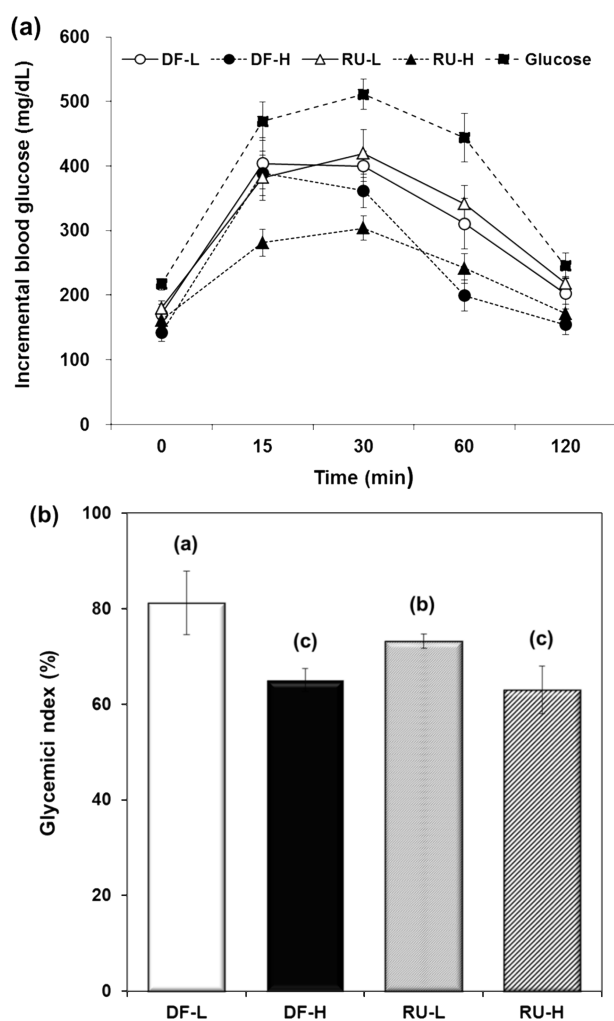 (a)
600
DF-L DF-H RU-L RU-H Glucose
500
400
300
200
100
0
Incremental blood glucose (mg/dL)
0 15 30 60 120
Time (min)
(b)
100
80
60
40
20
0
Glycemici ndex (%)
(a)
(c)
(b)
(c)
DF-L DF-H RU-L RU-H